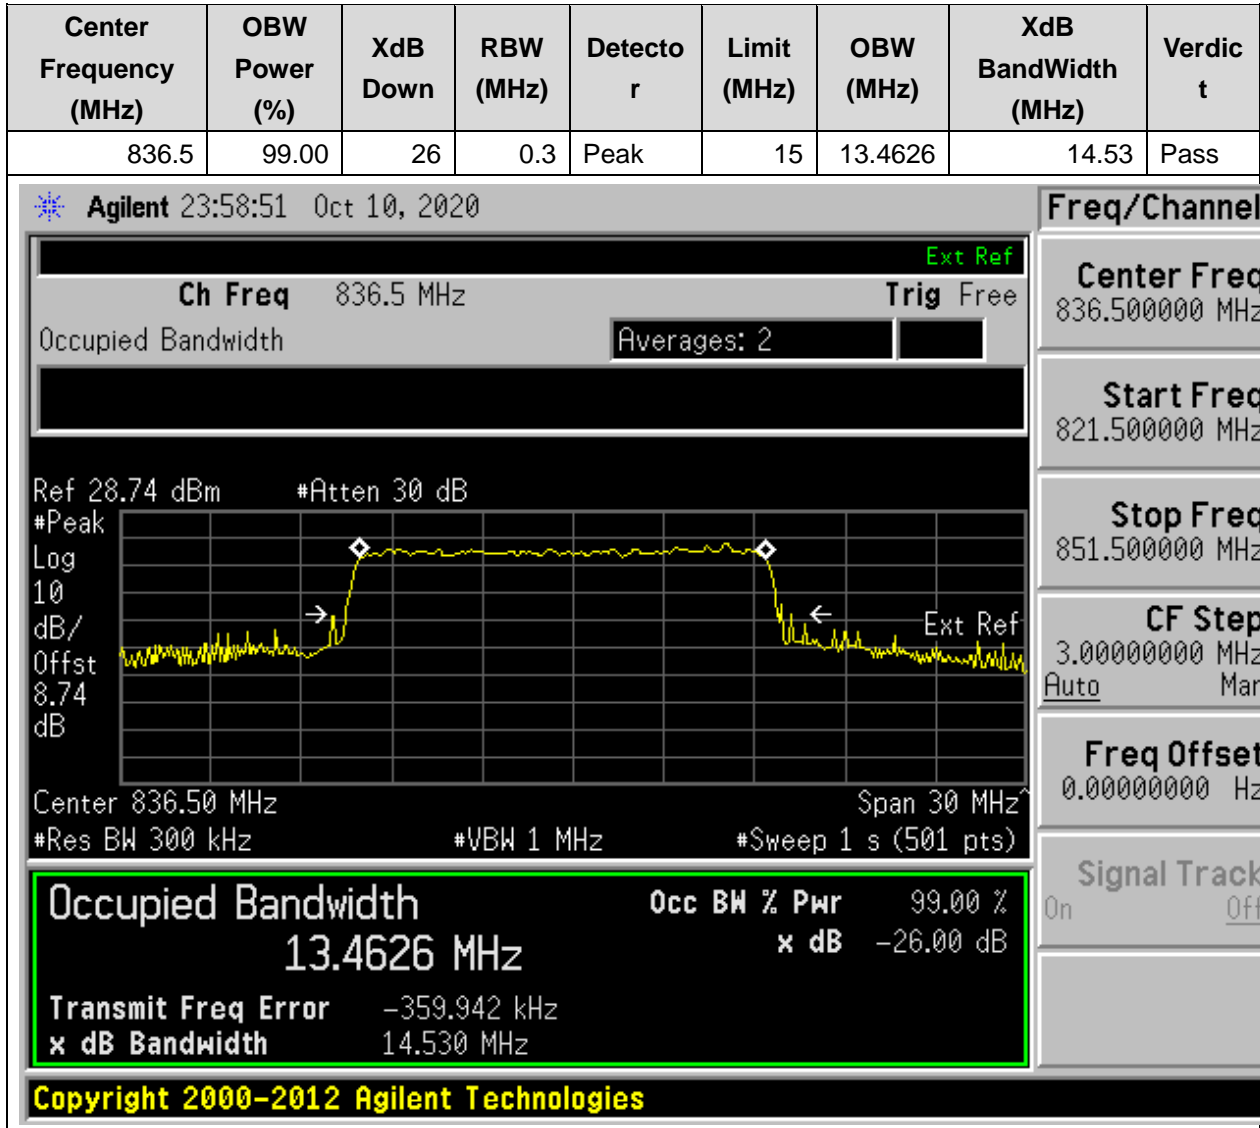 Center Frequency (MHz) OBW Power (%) XdB Down RBW (MHz) Detecto r Limit (MHz) OBW (MHz) XdB BandWidth (MHz) Verdic t
836.5 99.00 26 0.3 Peak 15 13.4626 14.53 Pass
Agilent 23:58:51 Oct 10, 2020
Ext Ref
Ch Freq 836.5 MHz Trig Free
Occupied Bandwidth Averages: 2
Ref 28.74 dBm #Atten 30 dB
#Peak
Log
10
dB/
Offst
8.74
dB
Ext Ref
Center 836.50 MHz Span 30 MHz^
#Res BW 300 kHz #VBW 1 MHz #Sweep 1 s (501 pts)
Occupied Bandwidth Occ BW % Pwr 99.00 %
13.4626 MHz x dB -26.00 dB
Transmit Freq Error -359.942 kHz
x dB Bandwidth 14.530 MHz
Copyright 2000-2012 Agilent Technologies
Freq/Channel
Center Freq
836.500000 MHz
Start Freq
821.500000 MHz
Stop Freq
851.500000 MHz
CF Step
3.00000000 MHz
Auto Man
Freq Offset
0.00000000 Hz
Signal Track
On Off